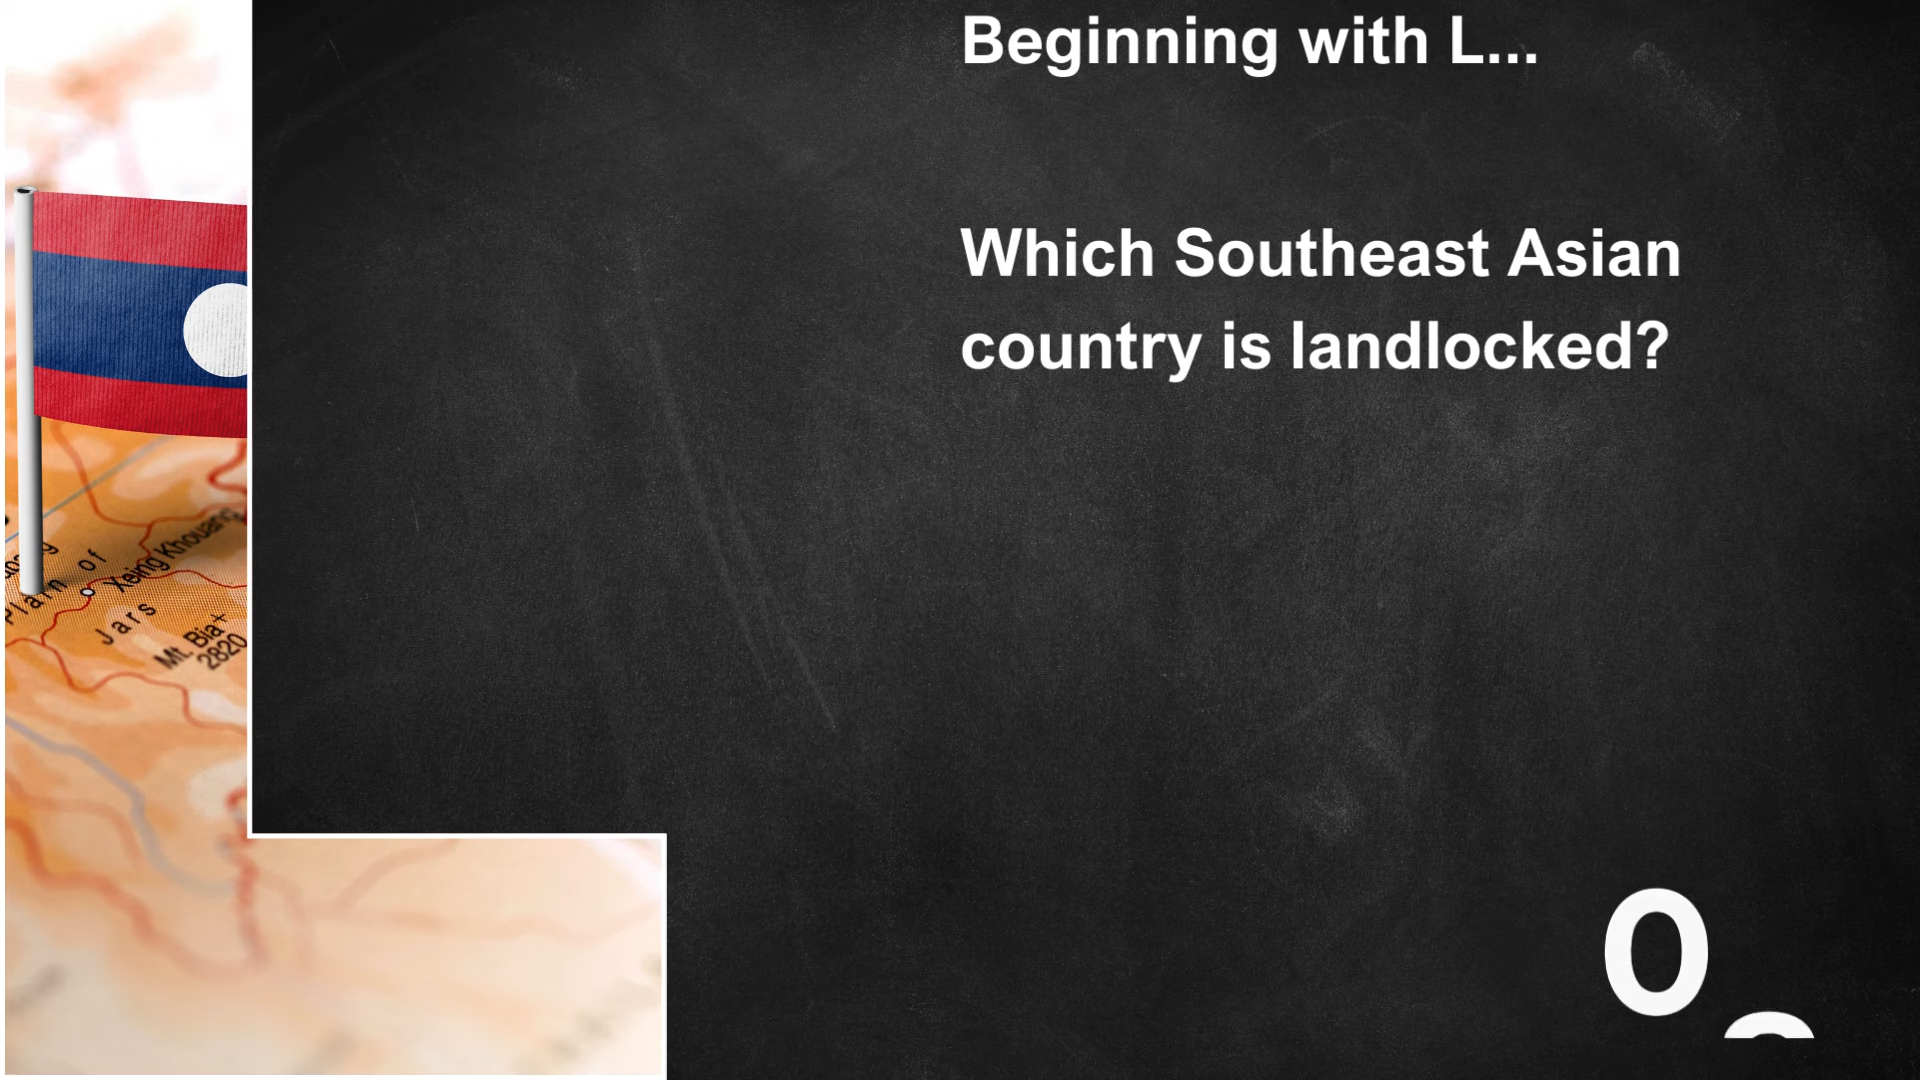 Beginning with L...
Which Southeast Asian
country is landlocked?
Plain of
Xeing Khouang
Jars
Mt. Bia+
2820
0